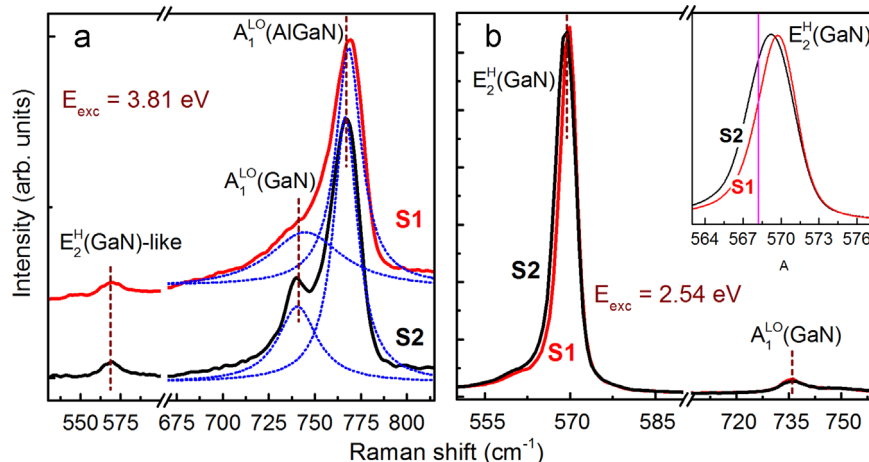 a
A₁ᴸᴼ(AlGaN)
E_exc = 3.81 eV
A₁ᴸᴼ(GaN)
S1
E₂ᴴ(GaN)-like
S2
550 575 675 700 725 750 775 800
Intensity (arb. units)
b
E₂ᴴ(GaN)
S2
S1
E_exc = 2.54 eV
A₁ᴸᴼ(GaN)
555 570 585 720 735 750
E₂ᴴ(GaN)
S2
S1
564 567 570 573 576
A
Raman shift (cm⁻¹)